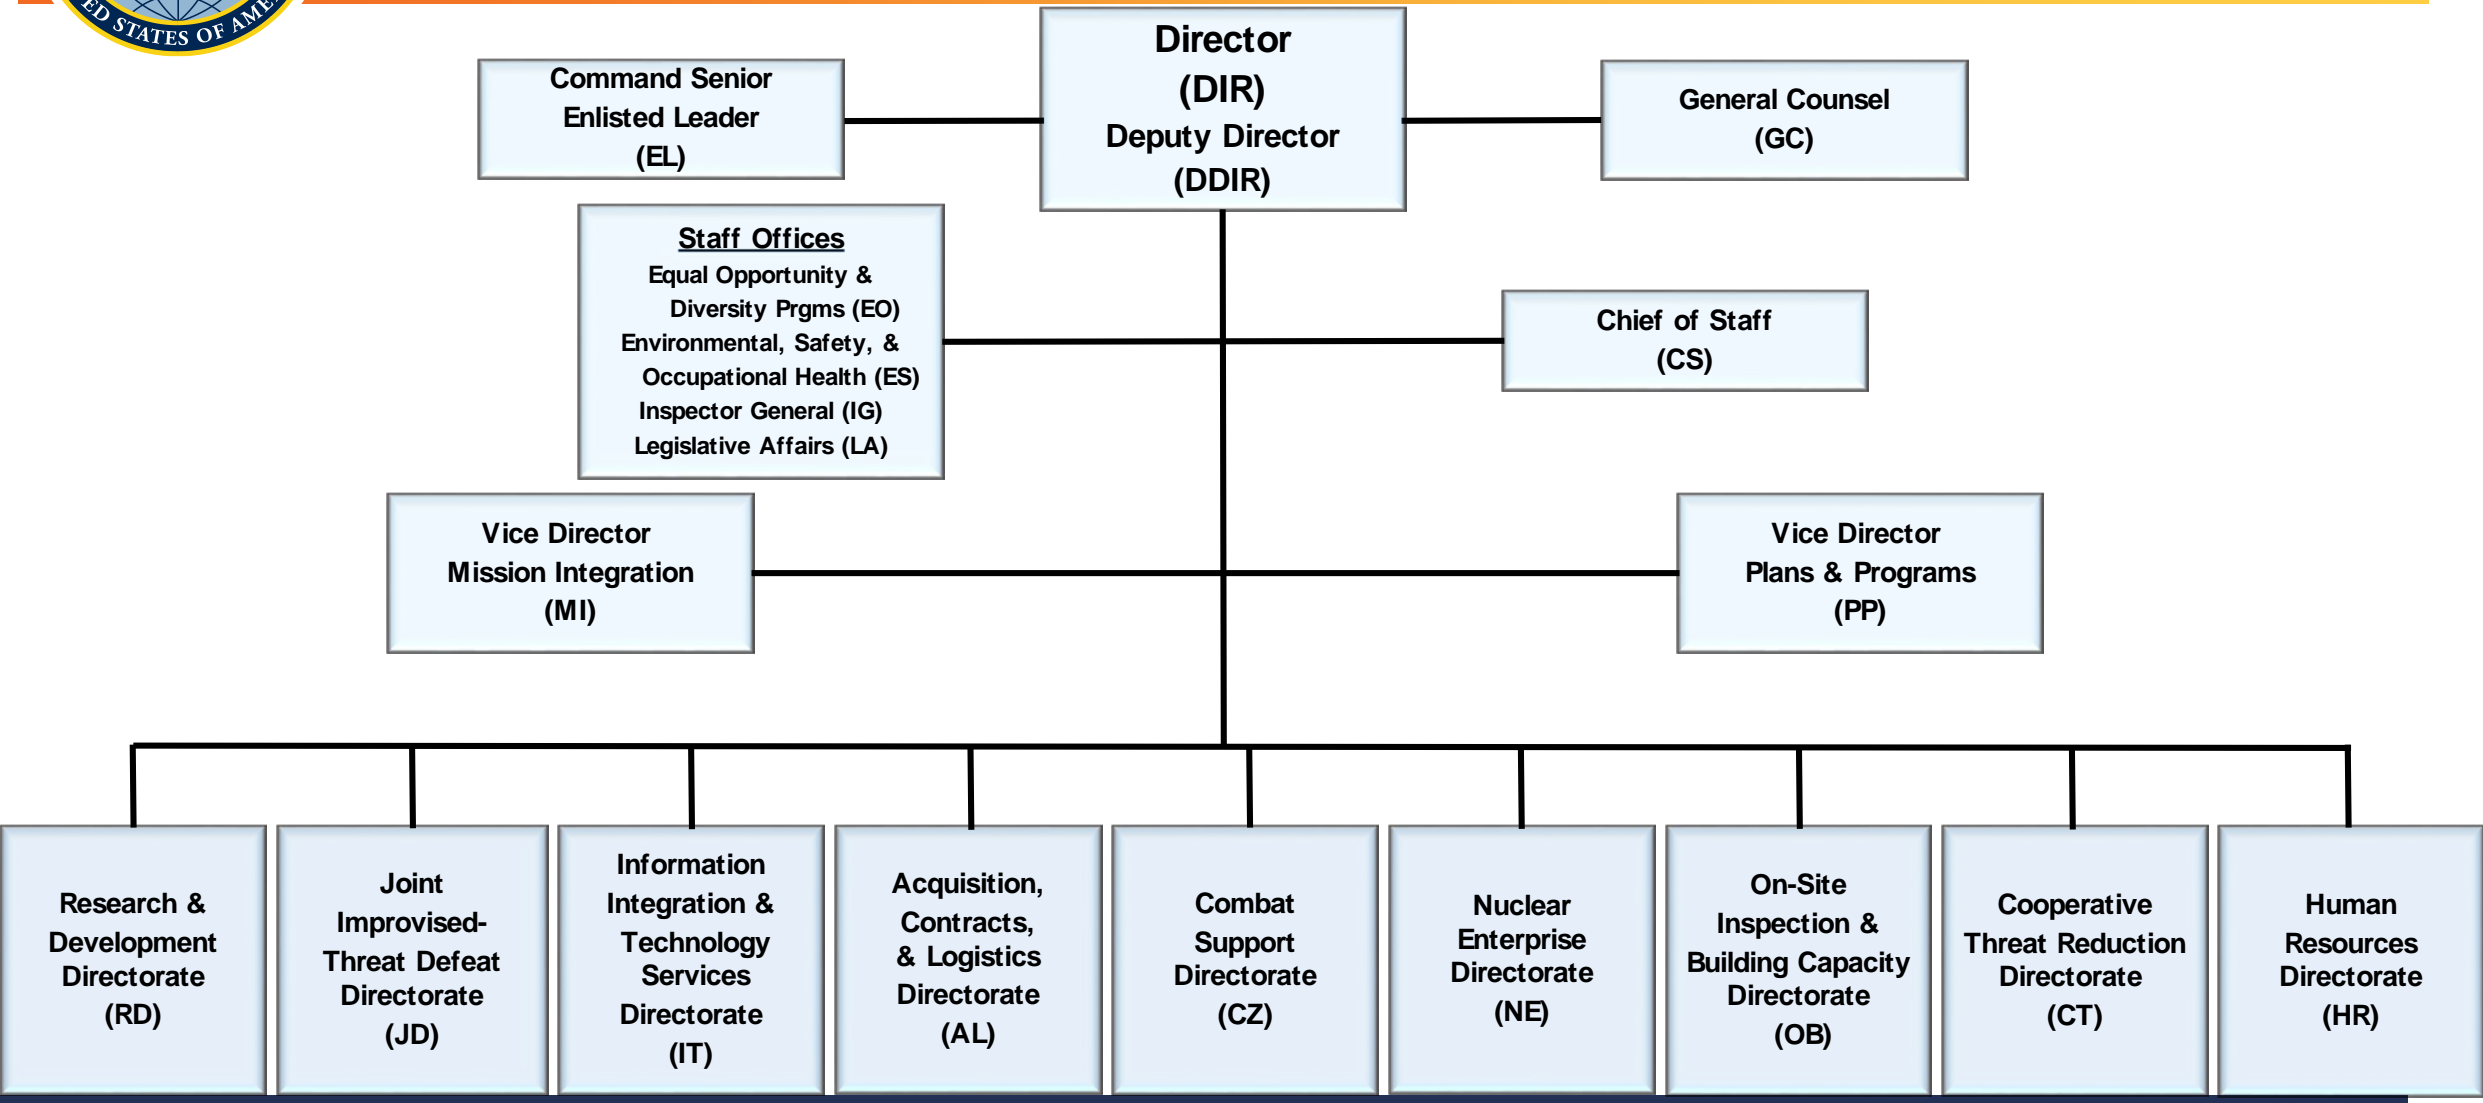 STATES OF
Director
(DIR)
Deputy Director
(DDIR)
Command Senior
Enlisted Leader
(EL)
General Counsel
(GC)
Staff Offices
Equal Opportunity &
Diversity Prgms (EO)
Environmental, Safety, &
Occupational Health (ES)
Inspector General (IG)
Legislative Affairs (LA)
Chief of Staff
(CS)
Vice Director
Mission Integration
(MI)
Vice Director
Plans & Programs
(PP)
Research &
Development
Directorate
(RD)
Joint
Improvised-
Threat Defeat
Directorate
(JD)
Information
Integration &
Technology
Services
Directorate
(IT)
Acquisition,
Contracts,
& Logistics
Directorate
(AL)
Combat
Support
Directorate
(CZ)
Nuclear
Enterprise
Directorate
(NE)
On-Site
Inspection &
Building Capacity
Directorate
(OB)
Cooperative
Threat Reduction
Directorate
(CT)
Human
Resources
Directorate
(HR)